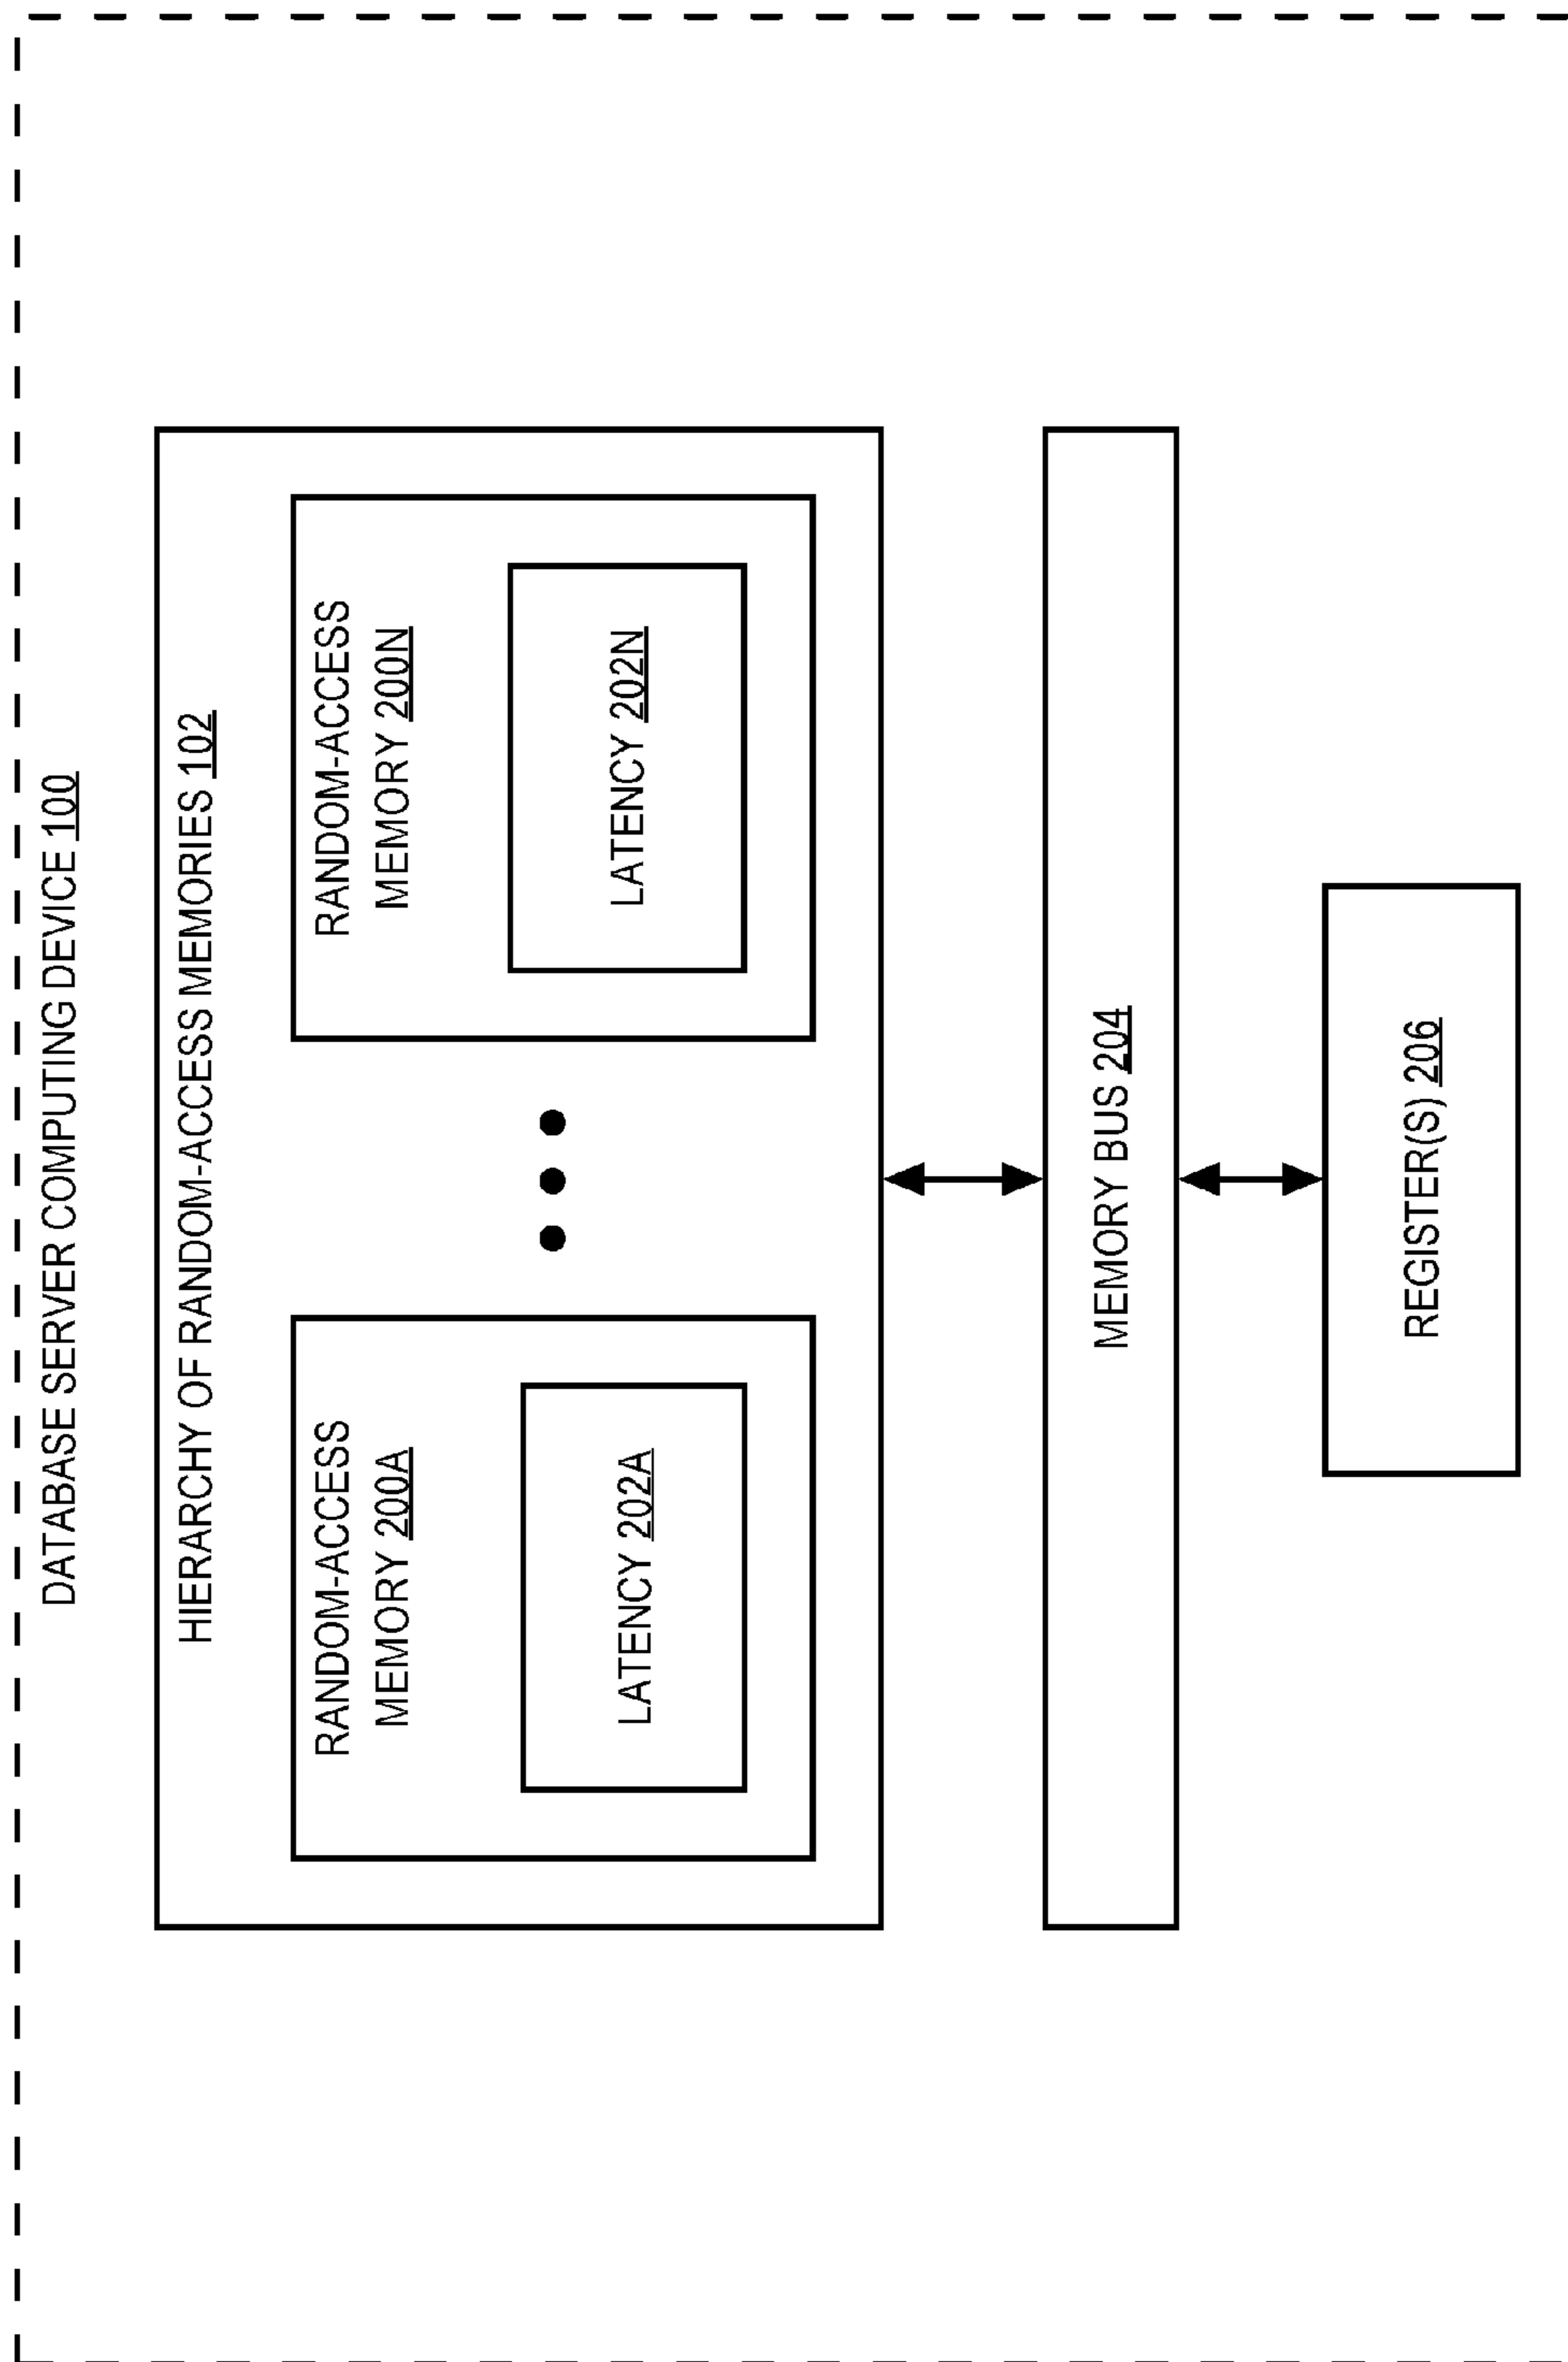 DATABASE SERVER COMPUTING DEVICE 100
HIERARCHY OF RANDOM-ACCESS MEMORIES 102
RANDOM-ACCESS
MEMORY 200A
LATENCY 202A
RANDOM-ACCESS
MEMORY 200N
LATENCY 202N
MEMORY BUS 204
REGISTER(S) 206